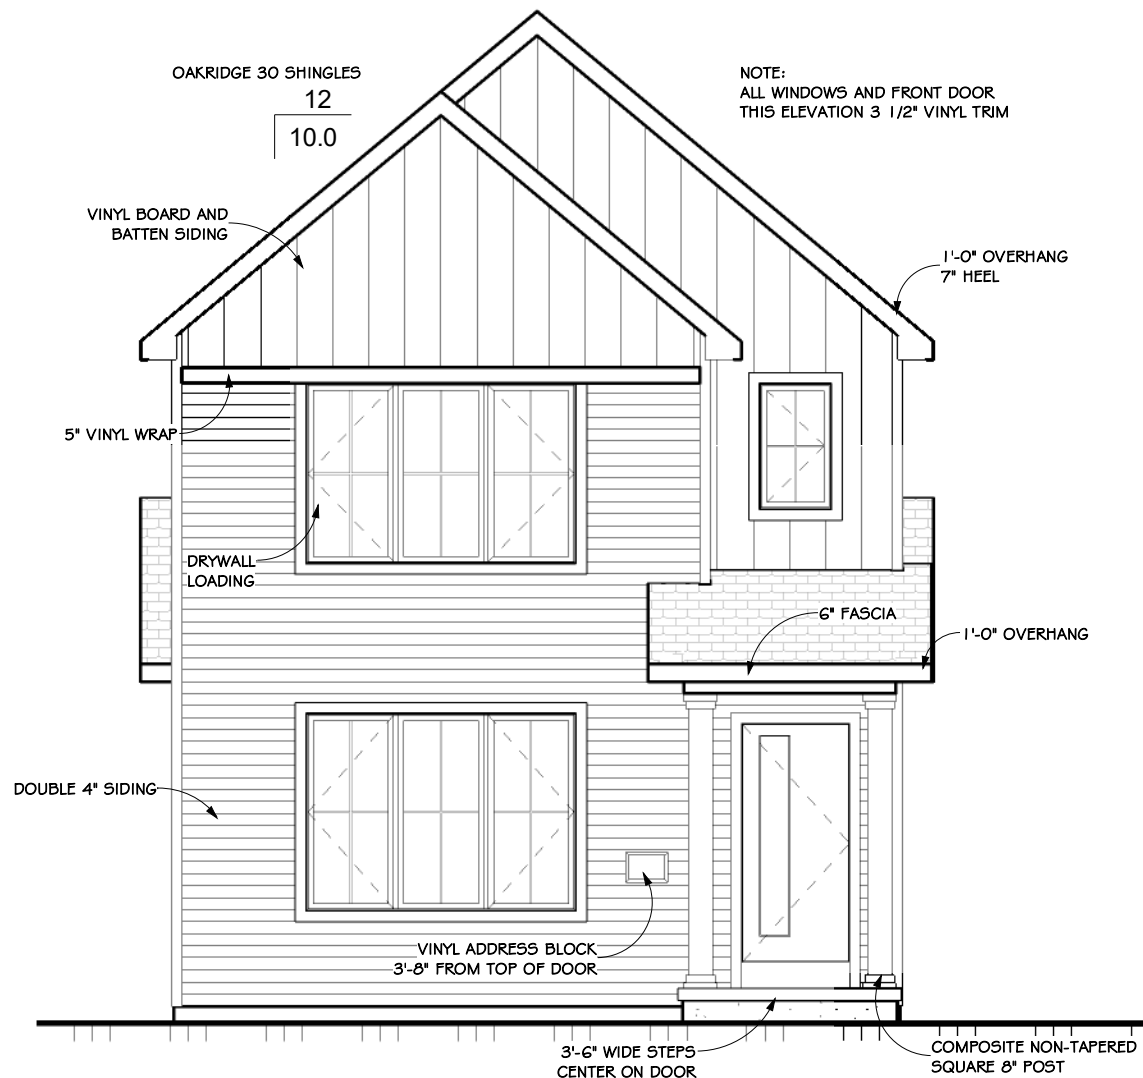 OAKRIDGE 30 SHINGLES
12
10.0
NOTE:
ALL WINDOWS AND FRONT DOOR
THIS ELEVATION 3 1/2" VINYL TRIM
VINYL BOARD AND
BATTEN SIDING
1'-0" OVERHANG
7" HEEL
5" VINYL WRAP
DRYWALL
LOADING
6" FASCIA
1'-0" OVERHANG
DOUBLE 4" SIDING
VINYL ADDRESS BLOCK
3'-8" FROM TOP OF DOOR
3'-6" WIDE STEPS
CENTER ON DOOR
COMPOSITE NON-TAPERED
SQUARE 8" POST